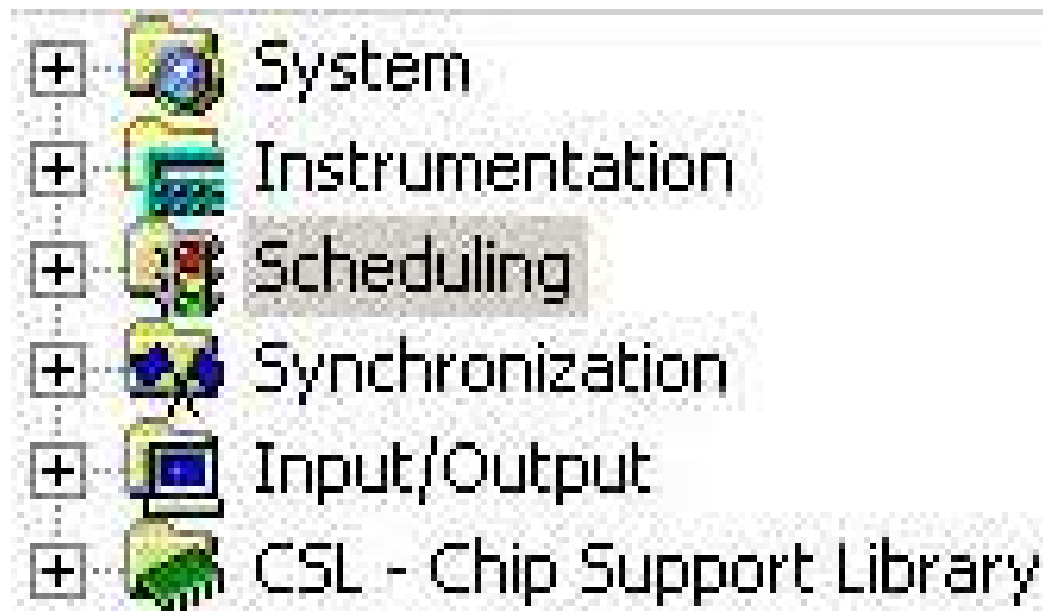 System
Instrumentation
Scheduling
Synchronization
Input/Output
CSL - Chip Support Library